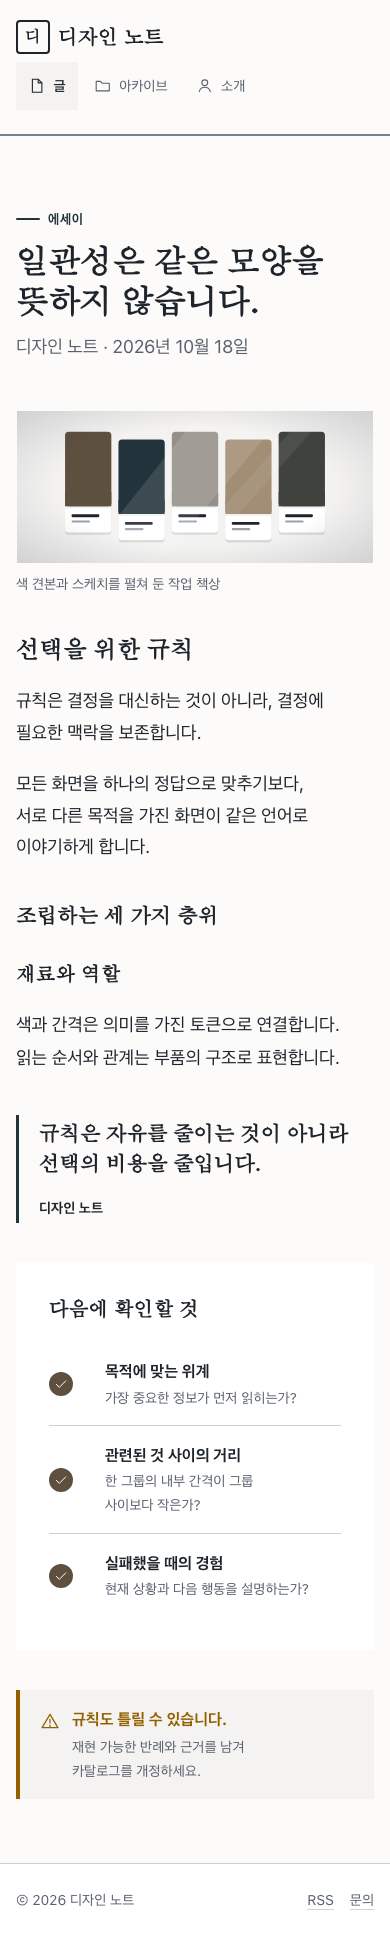 디 디자인 노트
글 아카이브 소개
에세이
일관성은 같은 모양을
뜻하지 않습니다.
디자인 노트 · 2026년 10월 18일
색 견본과 스케치를 펼쳐 둔 작업 책상
선택을 위한 규칙
규칙은 결정을 대신하는 것이 아니라, 결정에
필요한 맥락을 보존합니다.
모든 화면을 하나의 정답으로 맞추기보다,
서로 다른 목적을 가진 화면이 같은 언어로
이야기하게 합니다.
조립하는 세 가지 층위
재료와 역할
색과 간격은 의미를 가진 토큰으로 연결합니다.
읽는 순서와 관계는 부품의 구조로 표현합니다.
규칙은 자유를 줄이는 것이 아니라
선택의 비용을 줄입니다.
디자인 노트
다음에 확인할 것
목적에 맞는 위계
가장 중요한 정보가 먼저 읽히는가?
관련된 것 사이의 거리
한 그룹의 내부 간격이 그룹
사이보다 작은가?
실패했을 때의 경험
현재 상황과 다음 행동을 설명하는가?
규칙도 틀릴 수 있습니다.
재현 가능한 반례와 근거를 남겨
카탈로그를 개정하세요.
© 2026 디자인 노트 RSS 문의